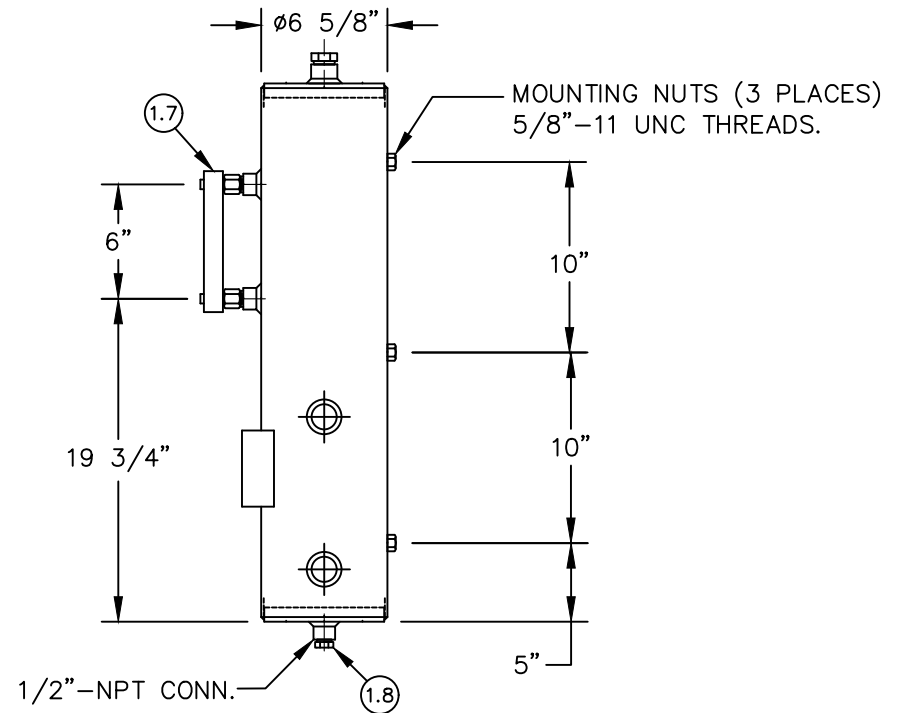 ø6 5/8"
MOUNTING NUTS (3 PLACES)
5/8"-11 UNC THREADS.
1.7
6"
10"
19 3/4"
10"
5"
1/2"-NPT CONN.
1.8